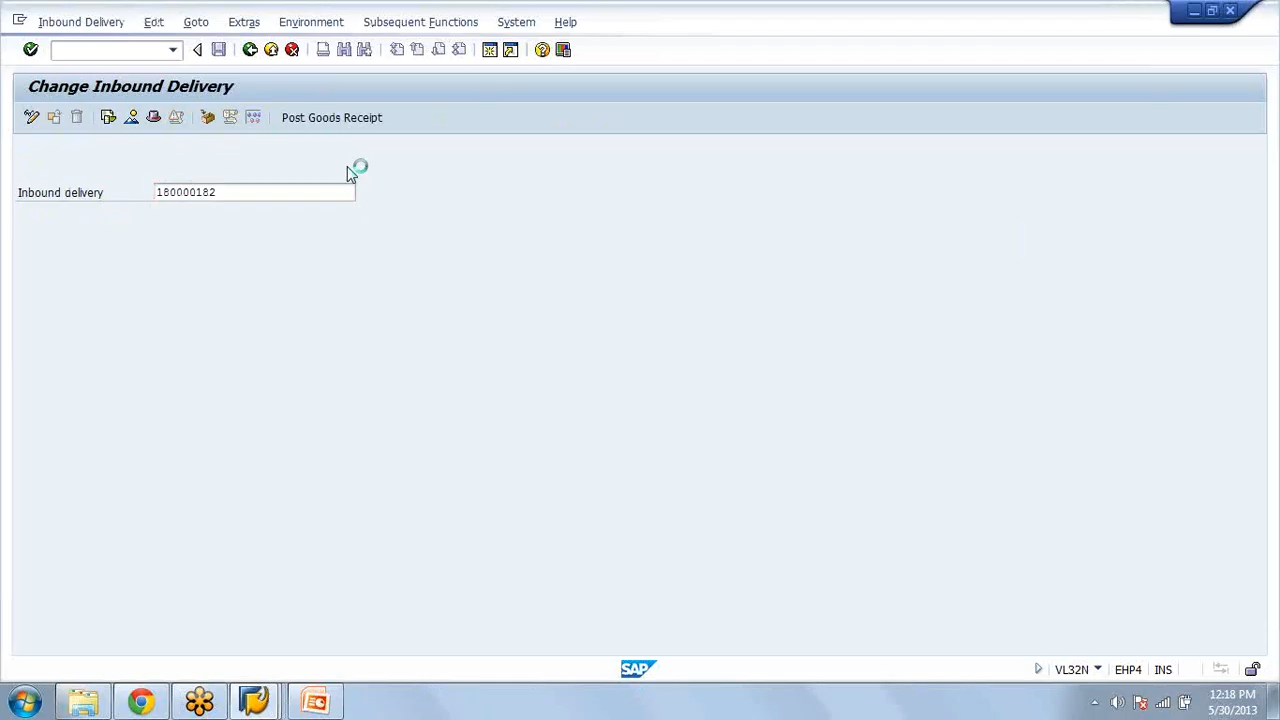 Inbound Delivery Edit Goto Extras Environment Subsequent Functions System Help
Change Inbound Delivery
Post Goods Receipt
Inbound delivery 180000182
SAP VL32N EHP4 INS
12:18 PM
5/30/2013